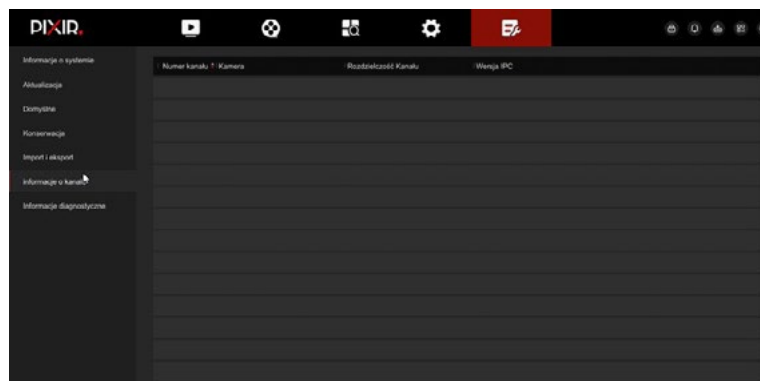 PIXIR.
Informacje o systemie
Numer kanału Kamera Rozdzielczość Kanału Wersja IPC
Aktualizacja
Domyślne
Konserwacja
Import i eksport
Informacje o kanale
Informacje diagnostyczne